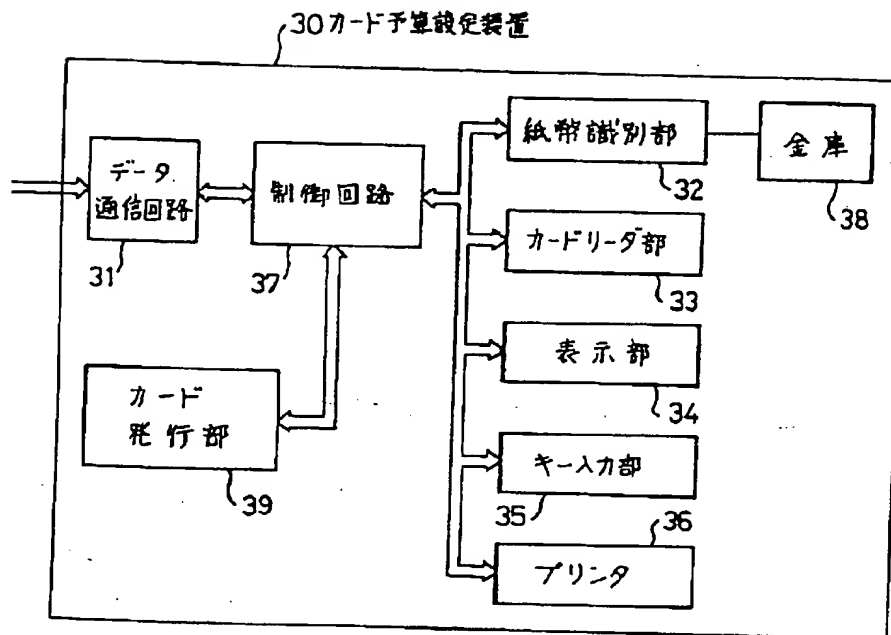 30カード予算設定装置
データ
通信回路
31
制御回路
37
紙幣識別部
32
金庫
38
カードリーダ部
33
表示部
34
カード
発行部
39
キー入力部
35
36
プリンタ